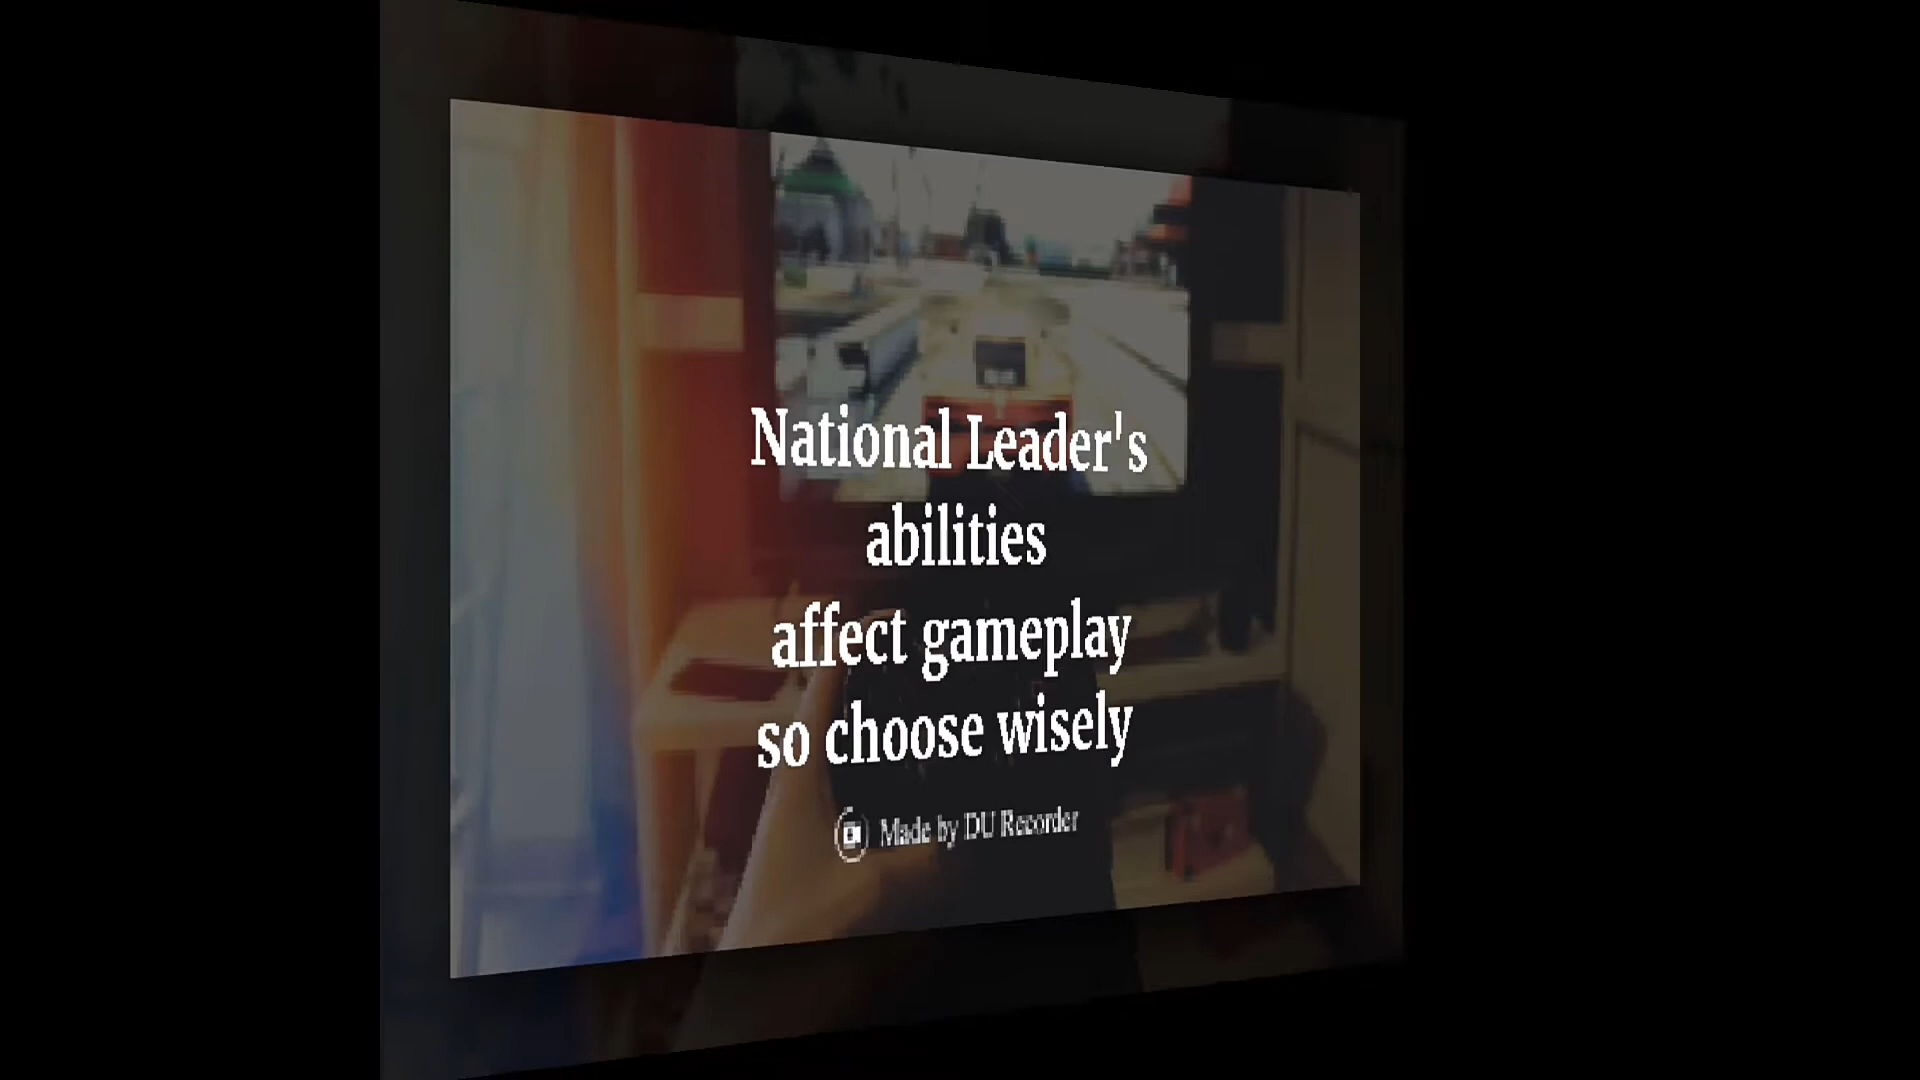 National Leader's
abilities
affect gameplay
so choose wisely
Made by DU Recorder